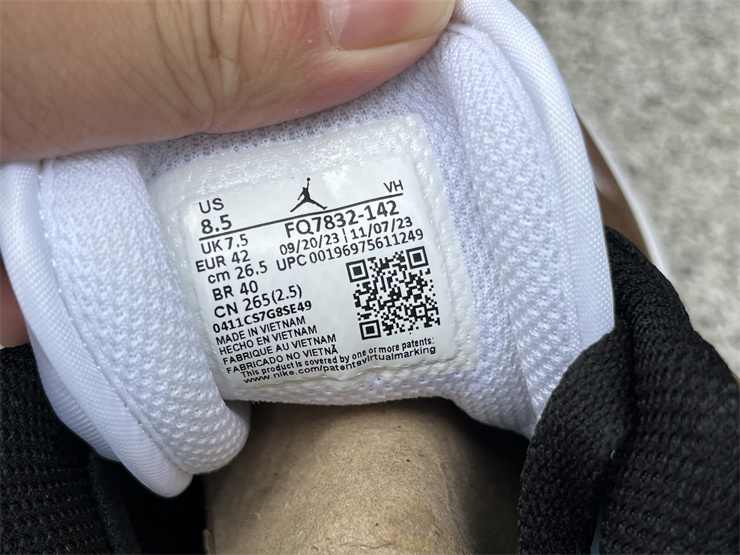 US
VH
8.5
FQ7832-142
UK 7.5
09/20/23 | 11/07/23
EUR 42
UPC 00196975611249
cm 26.5
BR 40
CN 265(2.5)
0411CS7G8SE49
MADE IN VIETNAM
HECHO EN VIETNAM
FABRIQUE AU VIETNAM
FABRICADO NO VIETNÃ
This product is covered by one or more patents:
www.nike.com/patentsvirtualmarking